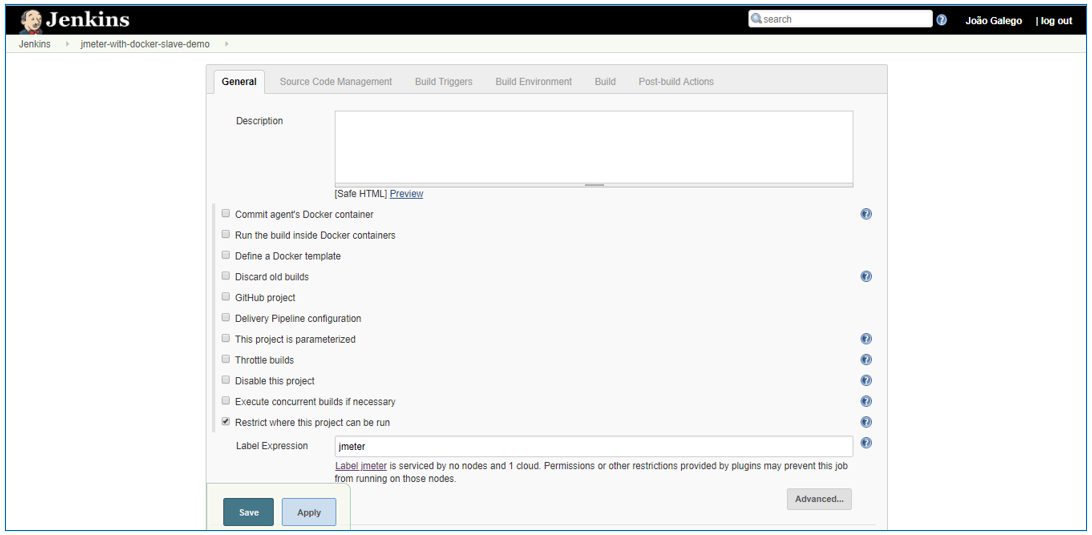 Jenkins
search
João Galego
| log out
Jenkins
jmeter-with-docker-slave-demo
General Source Code Management Build Triggers Build Environment Build Post-build Actions
Description
[Safe HTML] Preview
Commit agent's Docker container
Run the build inside Docker containers
Define a Docker template
Discard old builds
GitHub project
Delivery Pipeline configuration
This project is parameterized
Throttle builds
Disable this project
Execute concurrent builds if necessary
Restrict where this project can be run
Label Expression
jmeter
Label jmeter is serviced by no nodes and 1 cloud. Permissions or other restrictions provided by plugins may prevent this job
from running on those nodes.
Advanced...
Save Apply